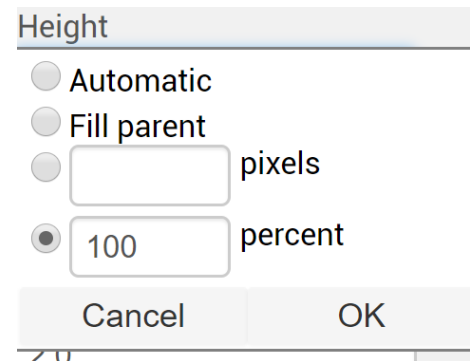 Height
Automatic
Fill parent
pixels
100 percent
Cancel OK